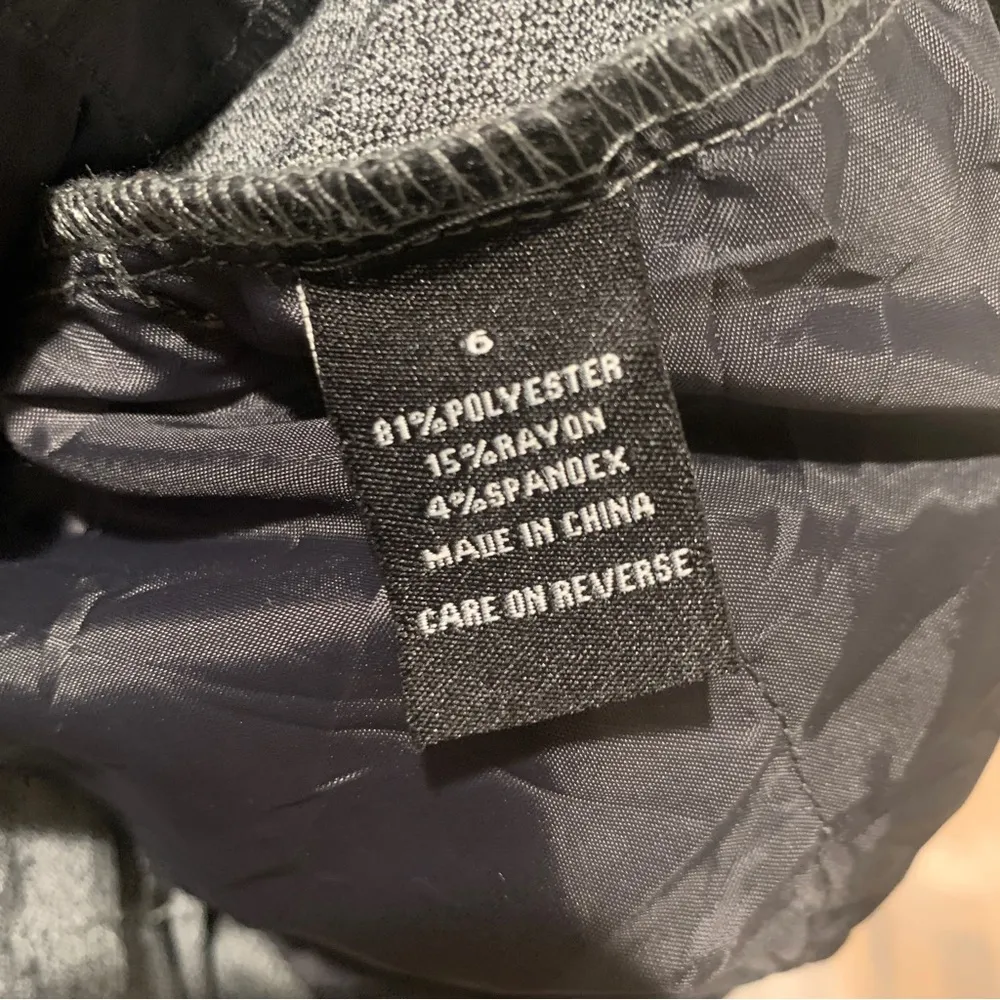 6
81%POLYESTER
15%RAYON
4%SPANDEX
MADE IN CHINA
CARE ON REVERSE